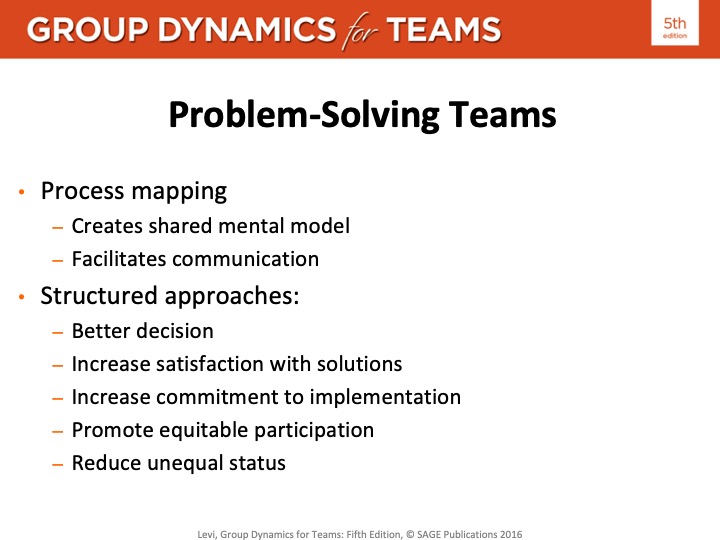 GROUP DYNAMICS for TEAMS
5th
edition
Problem-Solving Teams
• Process mapping
– Creates shared mental model
– Facilitates communication
• Structured approaches:
– Better decision
– Increase satisfaction with solutions
– Increase commitment to implementation
– Promote equitable participation
– Reduce unequal status
Levi, Group Dynamics for Teams: Fifth Edition, © SAGE Publications 2016